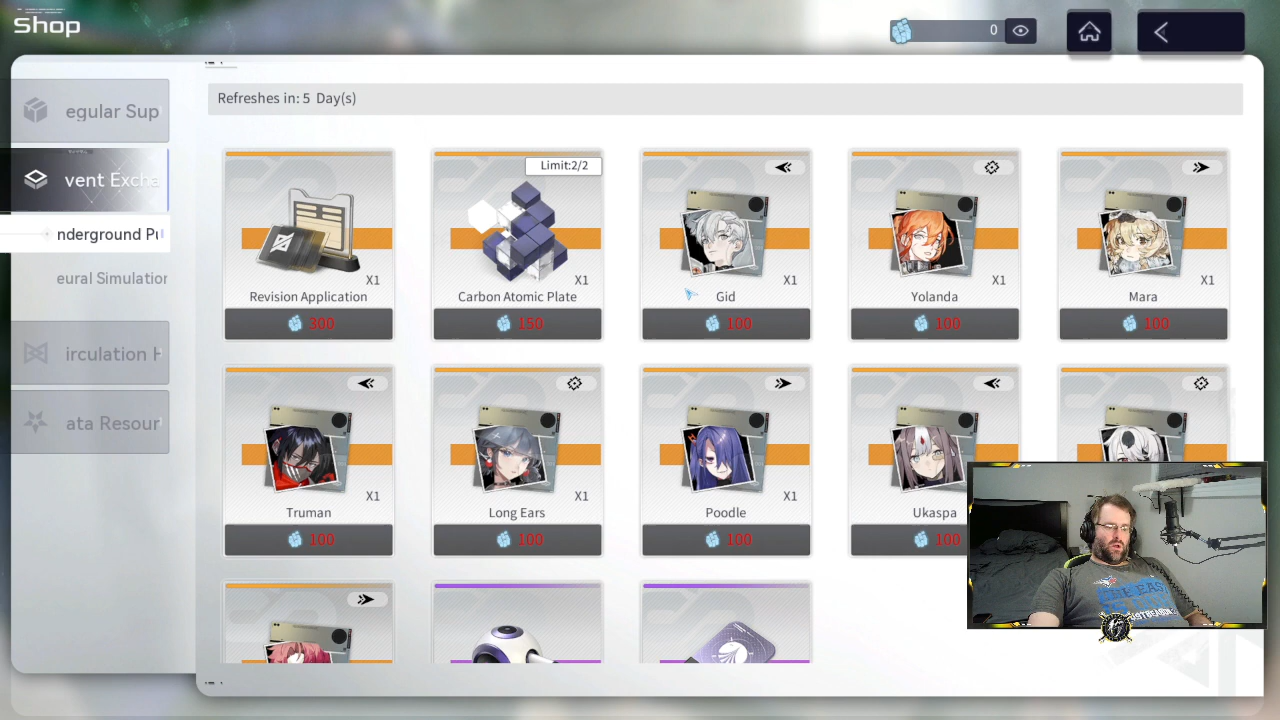 Shop
0
Refreshes in: 5 Day(s)
egular Sup
vent Excha
nderground Pu
eural Simulation
irculation H
ata Resour
X1
Revision Application
300
Limit:2/2
X1
Carbon Atomic Plate
150
X1
Gid
100
X1
Yolanda
100
X1
Mara
100
X1
Truman
100
X1
Long Ears
100
X1
Poodle
100
Ukaspa
100